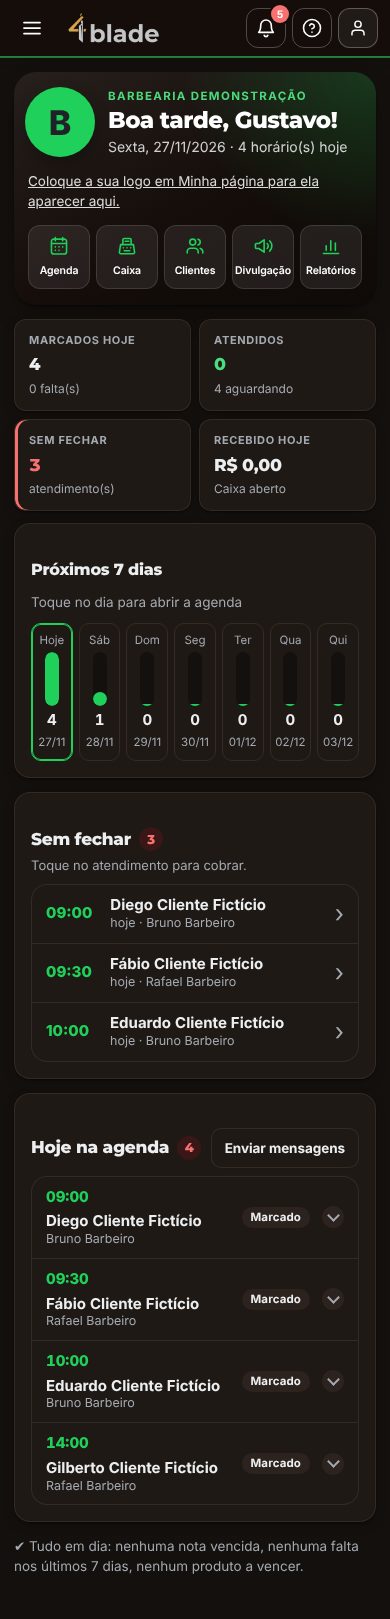 4blade
5
B
BARBEARIA DEMONSTRAÇÃO
Boa tarde, Gustavo!
Sexta, 27/11/2026 · 4 horário(s) hoje
Coloque a sua logo em Minha página para ela
aparecer aqui.
Agenda Caixa Clientes Divulgação Relatórios
MARCADOS HOJE
4
0 falta(s)
ATENDIDOS
0
4 aguardando
SEM FECHAR
3
atendimento(s)
RECEBIDO HOJE
R$ 0,00
Caixa aberto
Próximos 7 dias
Toque no dia para abrir a agenda
Hoje Sáb Dom Seg Ter Qua Qui
4 1 0 0 0 0 0
27/11 28/11 29/11 30/11 01/12 02/12 03/12
Sem fechar 3
Toque no atendimento para cobrar.
09:00 Diego Cliente Fictício
hoje · Bruno Barbeiro
09:30 Fábio Cliente Fictício
hoje · Rafael Barbeiro
10:00 Eduardo Cliente Fictício
hoje · Bruno Barbeiro
Hoje na agenda 4 Enviar mensagens
09:00
Diego Cliente Fictício Marcado
Bruno Barbeiro
09:30
Fábio Cliente Fictício Marcado
Rafael Barbeiro
10:00
Eduardo Cliente Fictício Marcado
Bruno Barbeiro
14:00
Gilberto Cliente Fictício Marcado
Rafael Barbeiro
✔ Tudo em dia: nenhuma nota vencida, nenhuma falta
nos últimos 7 dias, nenhum produto a vencer.